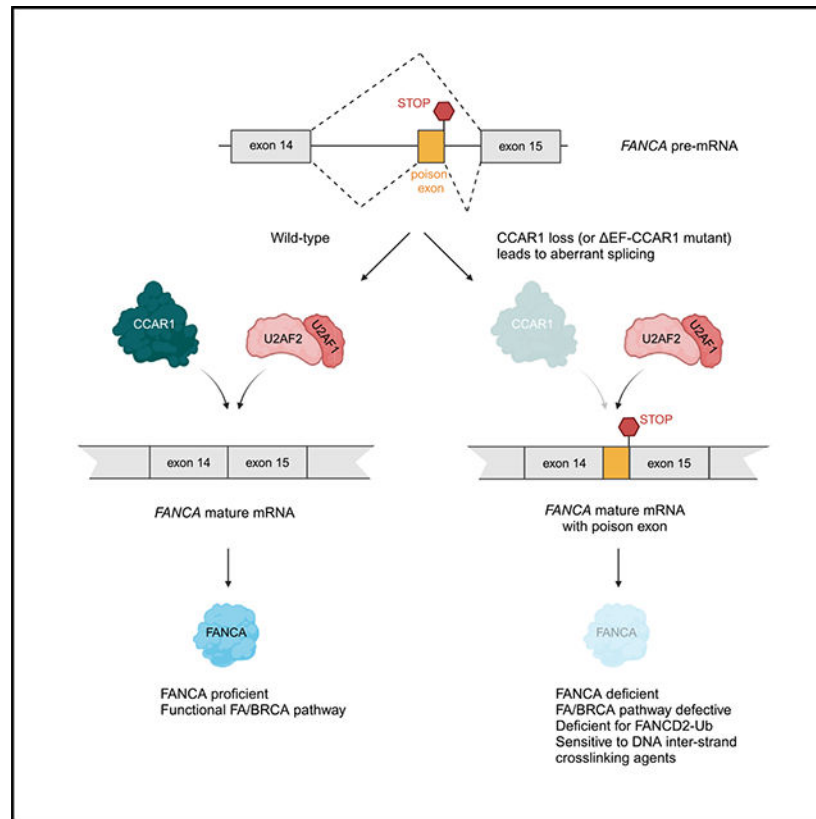 STOP
exon 14
exon 15
FANCA pre-mRNA
poison
exon
Wild-type
CCAR1 loss (or ΔEF-CCAR1 mutant)
leads to aberrant splicing
CCAR1
U2AF2
U2AF1
CCAR1
U2AF2
U2AF1
STOP
exon 14
exon 15
exon 14
exon 15
FANCA mature mRNA
FANCA mature mRNA
with poison exon
FANCA
FANCA
FANCA proficient
Functional FA/BRCA pathway
FANCA deficient
FA/BRCA pathway defective
Deficient for FANCD2-Ub
Sensitive to DNA inter-strand
crosslinking agents